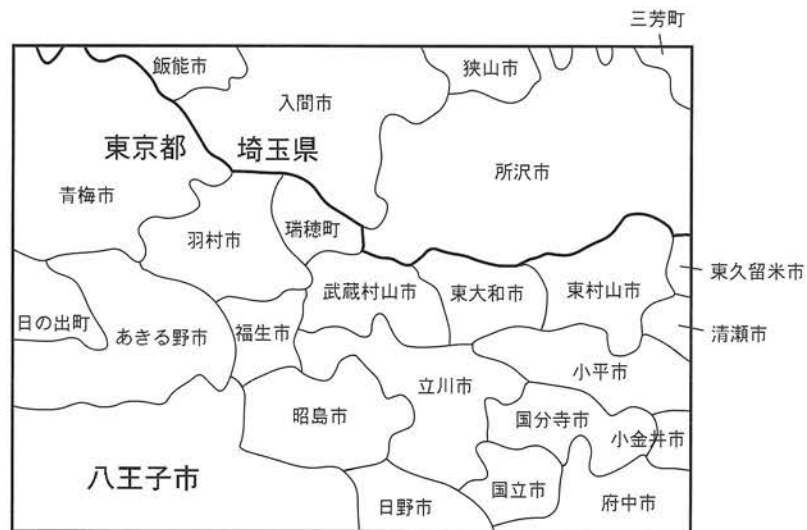 三芳町
飯能市
狭山市
入間市
東京都
埼玉県
所沢市
青梅市
羽村市
瑞穂町
東久留米市
武蔵村山市
東大和市
東村山市
日の出町
あきる野市
福生市
清瀬市
小平市
立川市
昭島市
国分寺市
小金井市
八王子市
国立市
日野市
府中市